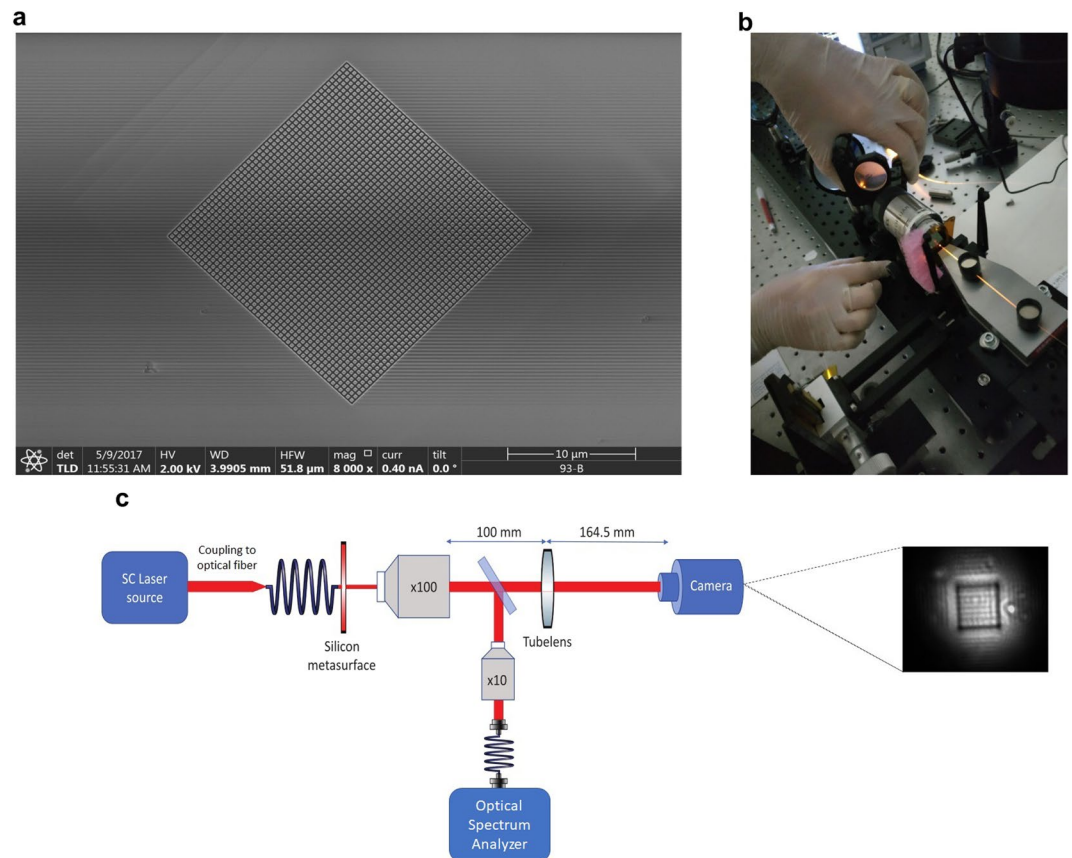 a
b
det 5/9/2017 HV WD HFW mag curr tilt
TLD 11:55:31 AM 2.00 kV 3.9905 mm 51.8 µm 8 000 x 0.40 nA 0.0 °
10 µm
93-B
c
100 mm
164.5 mm
Coupling to
optical fiber
SC Laser
source
x100
Camera
Silicon
metasurface
Tubelens
x10
Optical
Spectrum
Analyzer